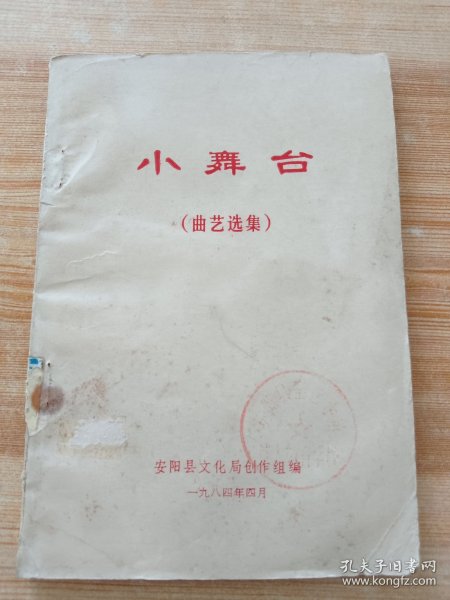 小舞台
（曲艺选集）
安阳县文化局创作组编
一九八四年四月
孔夫子旧书网
www.kongfz.com